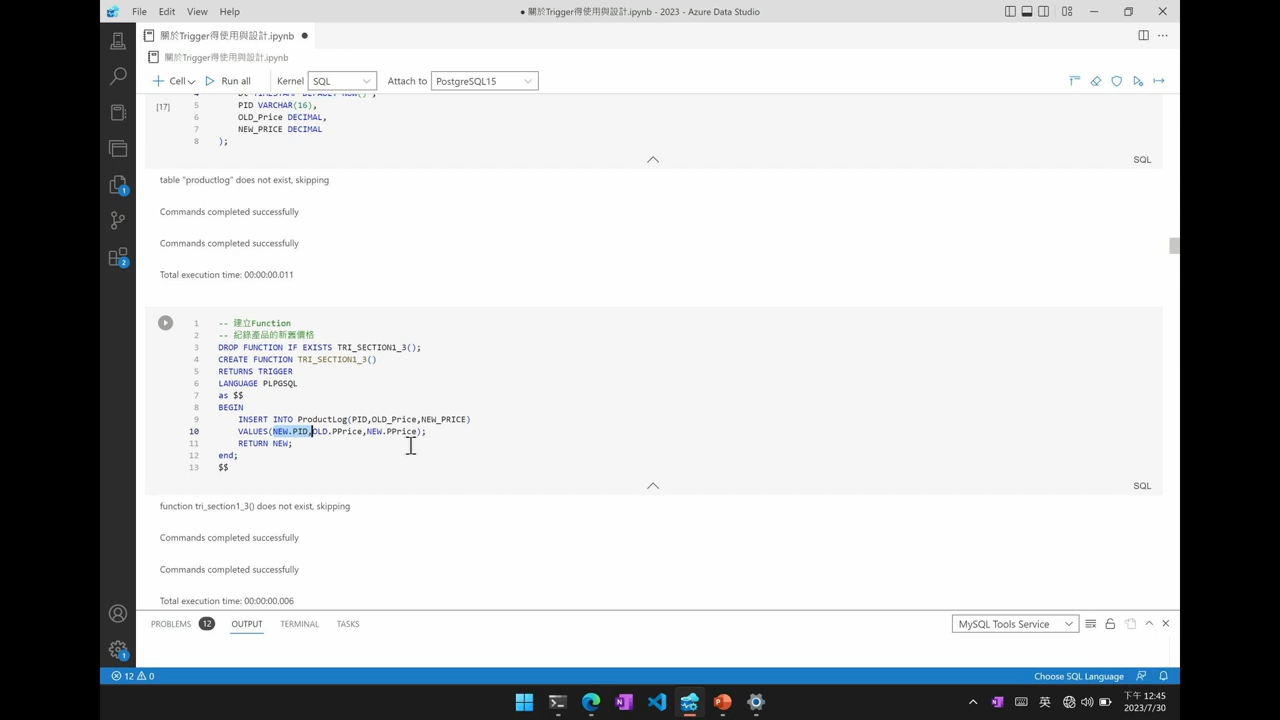 File Edit View Help
● 關於Trigger得使用與設計.ipynb - 2023 - Azure Data Studio
關於Trigger得使用與設計.ipynb ●
關於Trigger得使用與設計.ipynb
Cell Run all Kernel SQL Attach to PostgreSQL15
[17]
5 PID VARCHAR(16),
6 OLD_Price DECIMAL,
7 NEW_PRICE DECIMAL
8 );
SQL
table "productlog" does not exist, skipping
Commands completed successfully
Commands completed successfully
Total execution time: 00:00:00.011
1 -- 建立Function
2 -- 紀錄產品的新舊價格
3 DROP FUNCTION IF EXISTS TRI_SECTION1_3();
4 CREATE FUNCTION TRI_SECTION1_3()
5 RETURNS TRIGGER
6 LANGUAGE PLPGSQL
7 as $$
8 BEGIN
9 INSERT INTO ProductLog(PID,OLD_Price,NEW_PRICE)
10 VALUES(NEW.PID,OLD.PPrice,NEW.PPrice);
11 RETURN NEW;
12 end;
13 $$
SQL
function tri_section1_3() does not exist, skipping
Commands completed successfully
Commands completed successfully
Total execution time: 00:00:00.006
PROBLEMS 12 OUTPUT TERMINAL TASKS MySQL Tools Service
12 0 Choose SQL Language
英 下午 12:45
2023/7/30
1
2
1